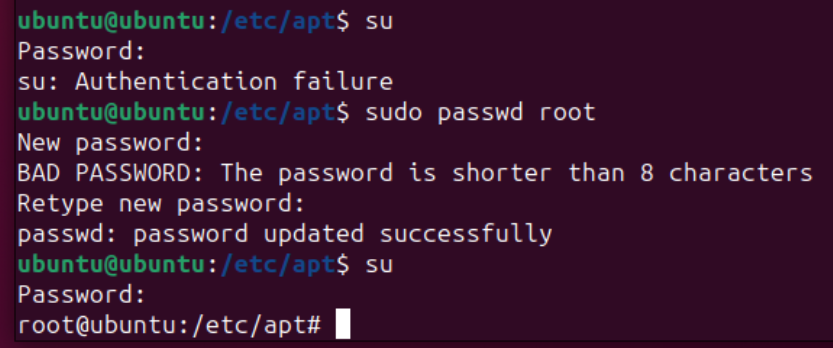 ubuntu@ubuntu:/etc/apt$ su
Password:
su: Authentication failure
ubuntu@ubuntu:/etc/apt$ sudo passwd root
New password:
BAD PASSWORD: The password is shorter than 8 characters
Retype new password:
passwd: password updated successfully
ubuntu@ubuntu:/etc/apt$ su
Password:
root@ubuntu:/etc/apt#